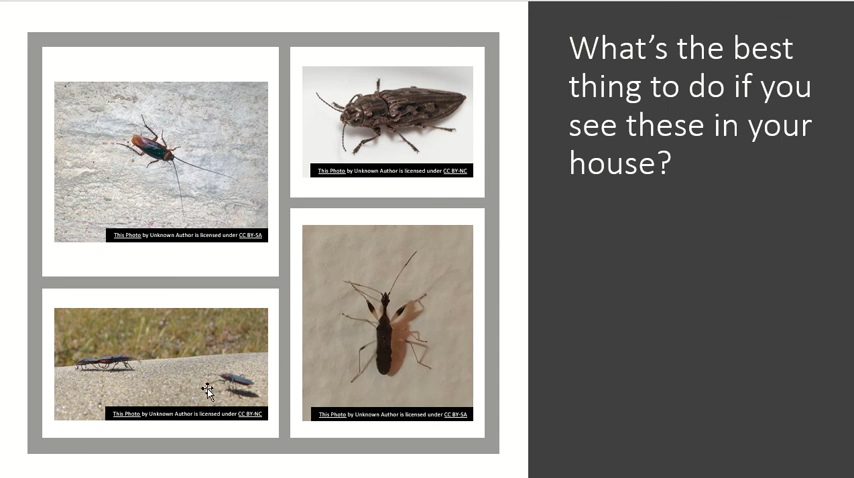 What's the best
thing to do if you
see these in your
house?
This Photo by Unknown Author is licensed under CC BY-SA
This Photo by Unknown Author is licensed under CC BY-NC
This Photo by Unknown Author is licensed under CC BY-NC
This Photo by Unknown Author is licensed under CC BY-SA